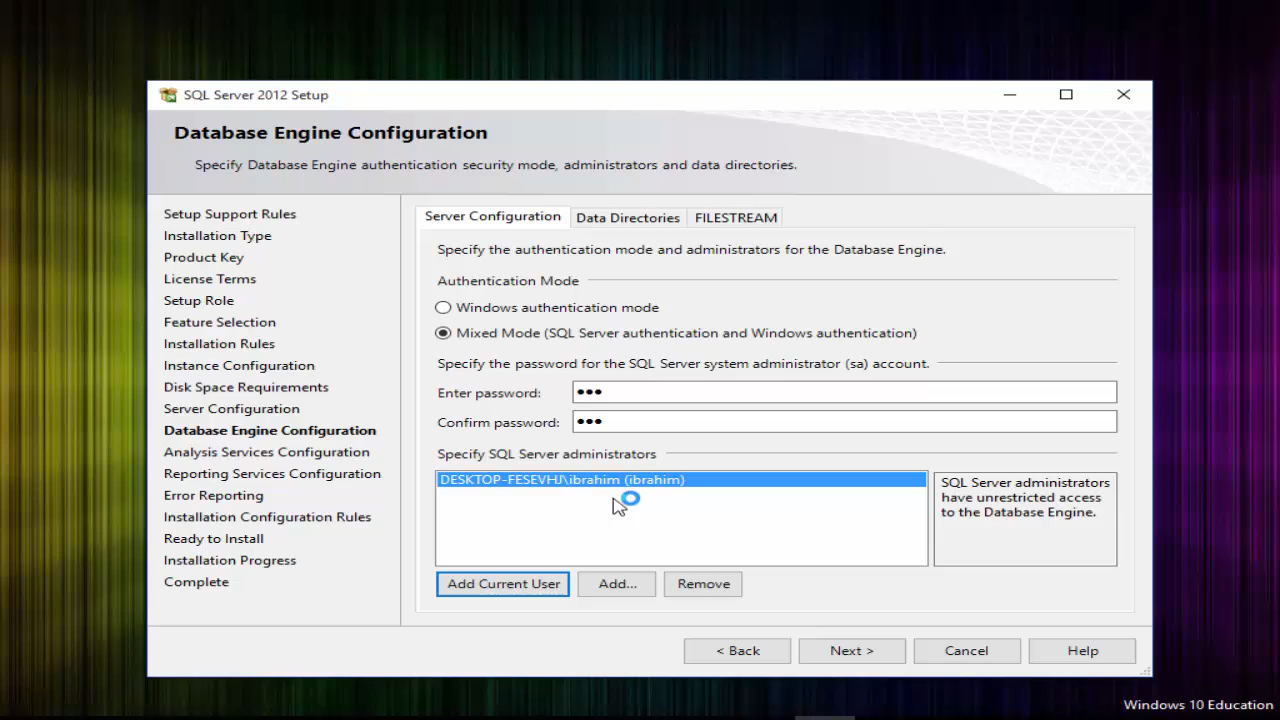 SQL Server 2012 Setup
Database Engine Configuration
Specify Database Engine authentication security mode, administrators and data directories.
Setup Support Rules
Installation Type
Product Key
License Terms
Setup Role
Feature Selection
Installation Rules
Instance Configuration
Disk Space Requirements
Server Configuration
Database Engine Configuration
Analysis Services Configuration
Reporting Services Configuration
Error Reporting
Installation Configuration Rules
Ready to Install
Installation Progress
Complete
Server Configuration Data Directories FILESTREAM
Specify the authentication mode and administrators for the Database Engine.
Authentication Mode
Windows authentication mode
Mixed Mode (SQL Server authentication and Windows authentication)
Specify the password for the SQL Server system administrator (sa) account.
Enter password: ●●●
Confirm password: ●●●
Specify SQL Server administrators
DESKTOP-FESEVHJ\ibrahim (ibrahim)
SQL Server administrators
have unrestricted access
to the Database Engine.
Add Current User Add... Remove
< Back Next > Cancel Help
Windows 10 Education